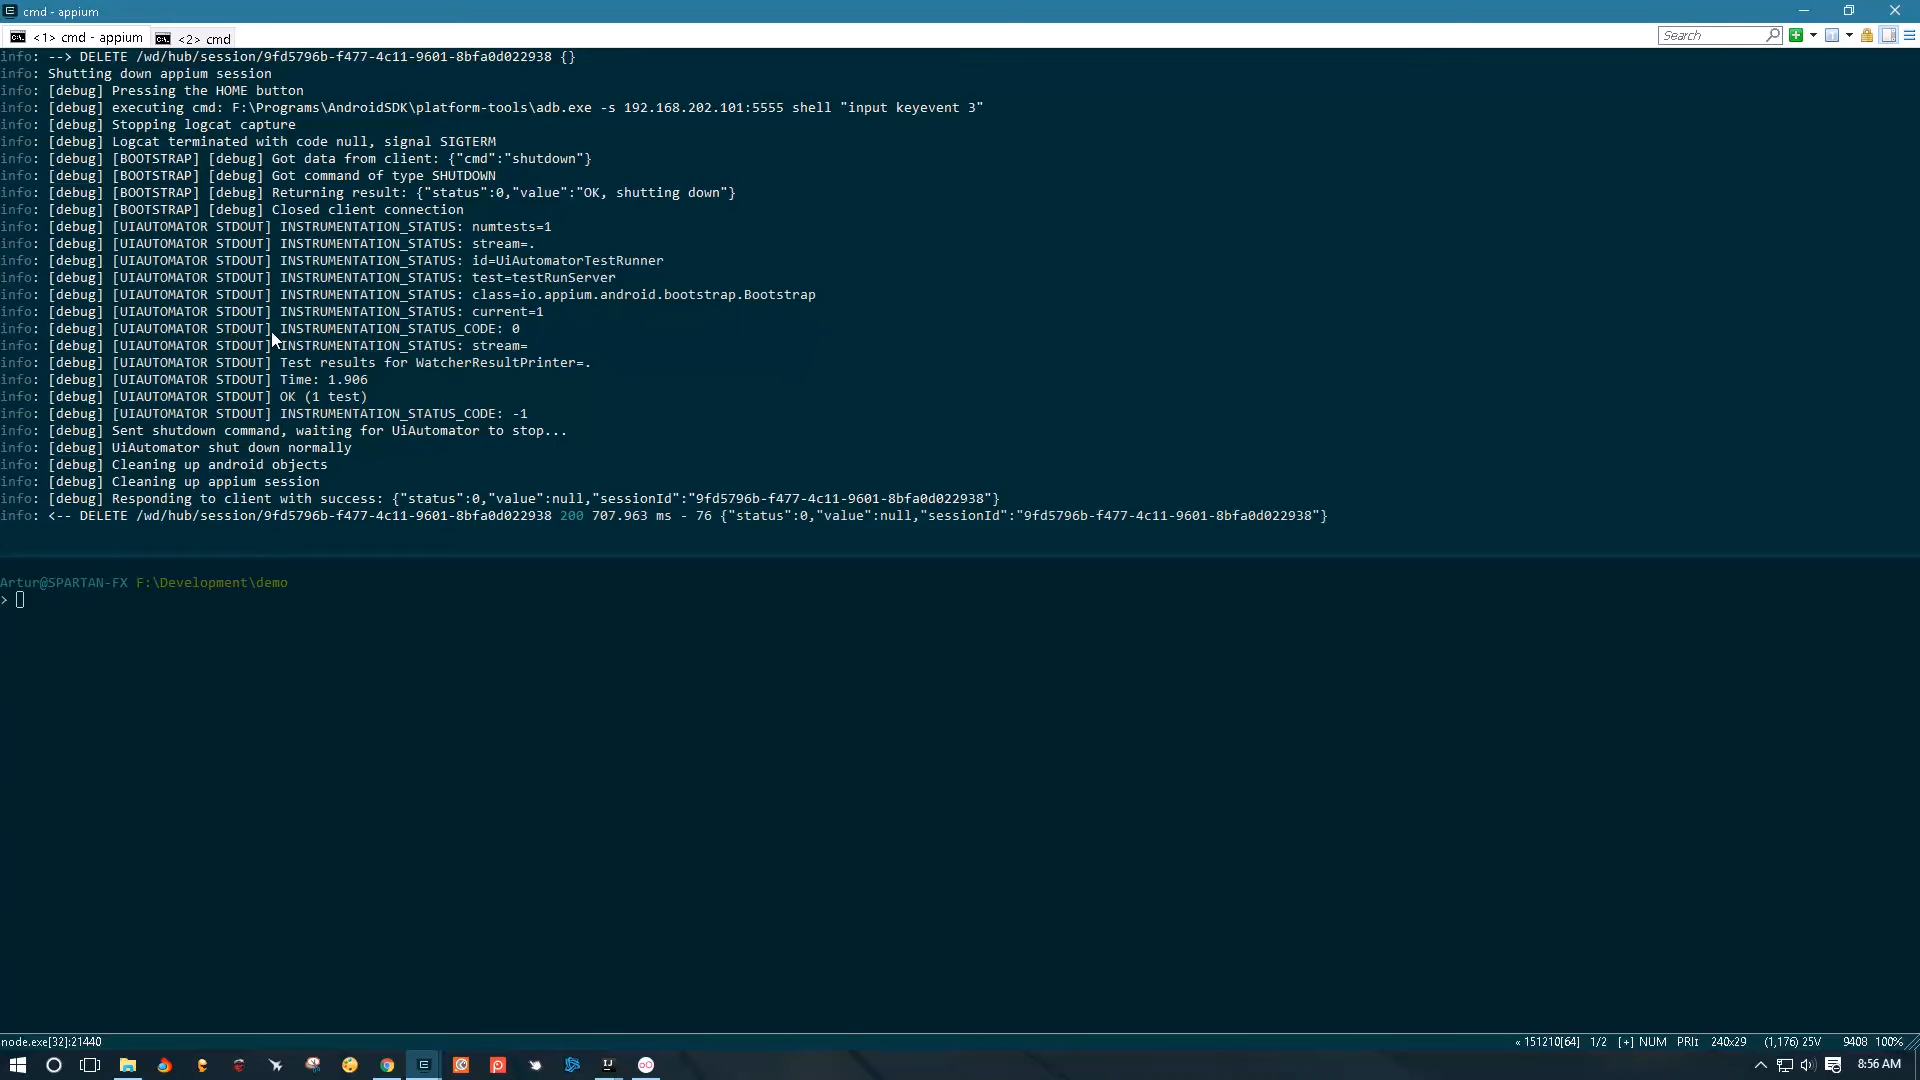 cmd - appium
<1> cmd - appium
<2> cmd
Search
info: --> DELETE /wd/hub/session/9fd5796b-f477-4c11-9601-8bfa0d022938 {}
info: Shutting down appium session
info: [debug] Pressing the HOME button
info: [debug] executing cmd: F:\Programs\AndroidSDK\platform-tools\adb.exe -s 192.168.202.101:5555 shell "input keyevent 3"
info: [debug] Stopping logcat capture
info: [debug] Logcat terminated with code null, signal SIGTERM
info: [debug] [BOOTSTRAP] [debug] Got data from client: {"cmd":"shutdown"}
info: [debug] [BOOTSTRAP] [debug] Got command of type SHUTDOWN
info: [debug] [BOOTSTRAP] [debug] Returning result: {"status":0,"value":"OK, shutting down"}
info: [debug] [BOOTSTRAP] [debug] Closed client connection
info: [debug] [UIAUTOMATOR STDOUT] INSTRUMENTATION_STATUS: numtests=1
info: [debug] [UIAUTOMATOR STDOUT] INSTRUMENTATION_STATUS: stream=.
info: [debug] [UIAUTOMATOR STDOUT] INSTRUMENTATION_STATUS: id=UiAutomatorTestRunner
info: [debug] [UIAUTOMATOR STDOUT] INSTRUMENTATION_STATUS: test=testRunServer
info: [debug] [UIAUTOMATOR STDOUT] INSTRUMENTATION_STATUS: class=io.appium.android.bootstrap.Bootstrap
info: [debug] [UIAUTOMATOR STDOUT] INSTRUMENTATION_STATUS: current=1
info: [debug] [UIAUTOMATOR STDOUT] INSTRUMENTATION_STATUS_CODE: 0
info: [debug] [UIAUTOMATOR STDOUT] INSTRUMENTATION_STATUS: stream=
info: [debug] [UIAUTOMATOR STDOUT] Test results for WatcherResultPrinter=.
info: [debug] [UIAUTOMATOR STDOUT] Time: 1.906
info: [debug] [UIAUTOMATOR STDOUT] OK (1 test)
info: [debug] [UIAUTOMATOR STDOUT] INSTRUMENTATION_STATUS_CODE: -1
info: [debug] Sent shutdown command, waiting for UiAutomator to stop...
info: [debug] UiAutomator shut down normally
info: [debug] Cleaning up android objects
info: [debug] Cleaning up appium session
info: [debug] Responding to client with success: {"status":0,"value":null,"sessionId":"9fd5796b-f477-4c11-9601-8bfa0d022938"}
info: <-- DELETE /wd/hub/session/9fd5796b-f477-4c11-9601-8bfa0d022938 200 707.963 ms - 76 {"status":0,"value":null,"sessionId":"9fd5796b-f477-4c11-9601-8bfa0d022938"}
Artur@SPARTAN-FX F:\Development\demo
>
node.exe[32]:21440
« 151210[64] 1/2 [+] NUM PRI: 240x29 (1,176) 25V 9408 100%
8:56 AM